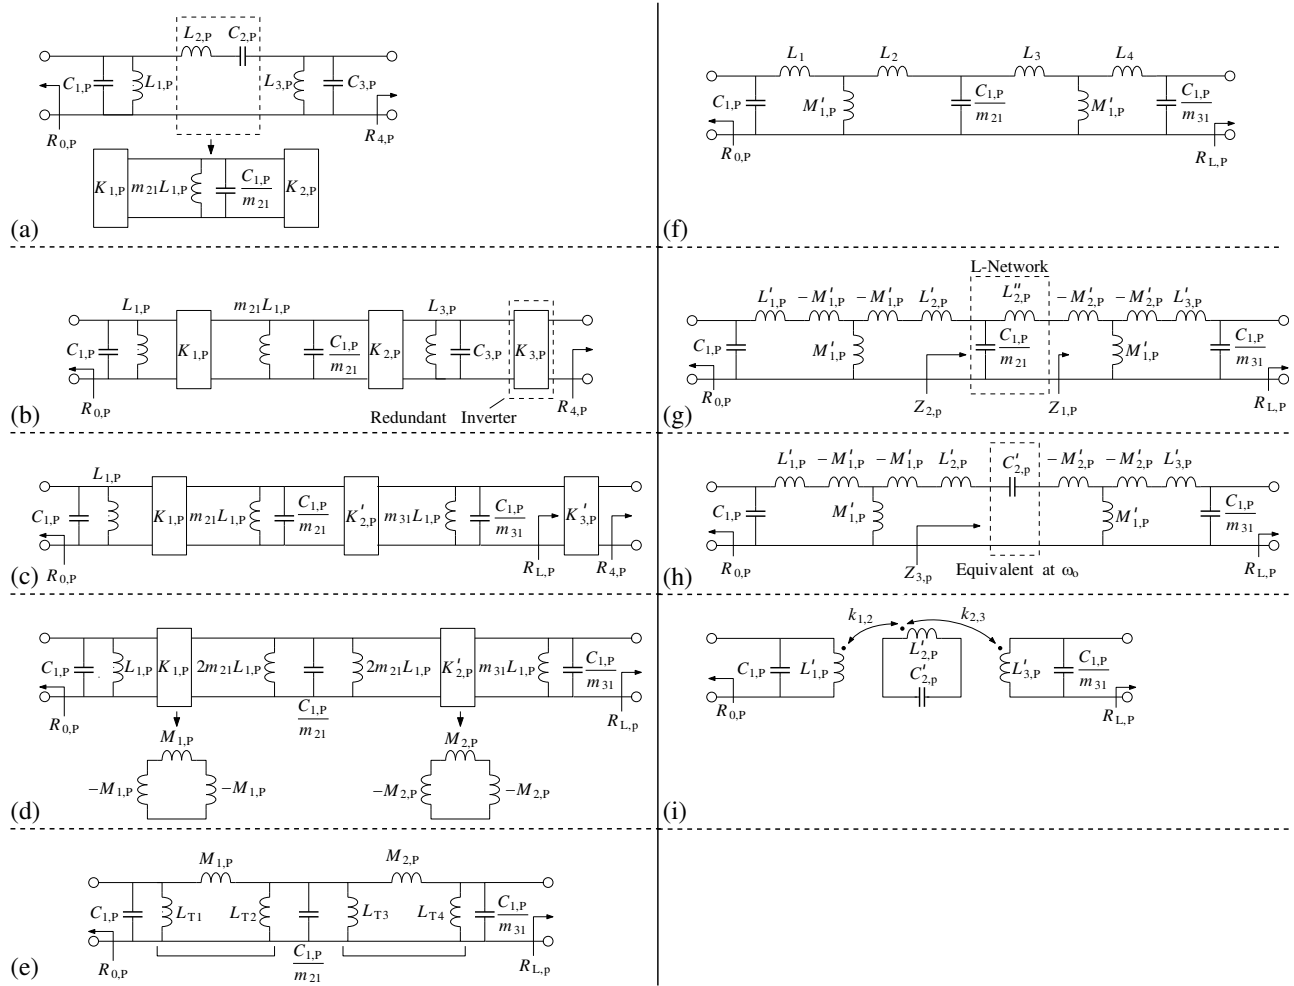 L2,P C2,P
C1,P L1,P L3,P C3,P
R0,P R4,P
K1,P m21L1,P C1,P/m21 K2,P
(a)
L1,P m21L1,P L3,P
C1,P K1,P C1,P/m21 K2,P C3,P K3,P
R0,P R4,P
Redundant Inverter
(b)
L1,P
C1,P K1,P m21L1,P C1,P/m21 K′2,P m31L1,P C1,P/m31 K′3,P
R0,P RL,P R4,P
(c)
C1,P L1,P K1,P 2m21L1,P 2m21L1,P K′2,P m31L1,P C1,P/m31
R0,P C1,P/m21 RL,p
M1,P M2,P
−M1,P −M1,P −M2,P −M2,P
(d)
M1,P M2,P
C1,P LT1 LT2 LT3 LT4 C1,P/m31
R0,P C1,P/m21 RL,p
(e)
L1 L2 L3 L4
C1,P M′1,P C1,P/m21 M′1,P C1,P/m31
R0,P RL,P
(f)
L-Network
L′1,P −M′1,P −M′1,P L′2,P L″2,P −M′2,P −M′2,P L′3,P
C1,P M′1,P C1,P/m21 M′1,P C1,P/m31
R0,P Z2,p Z1,p RL,P
(g)
L′1,P −M′1,P −M′1,P L′2,P C′2,p −M′2,P −M′2,P L′3,P
C1,P M′1,P M′1,P C1,P/m31
R0,P Z3,p Equivalent at ωo RL,P
(h)
k1,2 k2,3
L′2,P
C1,P L′1,P C′2,p L′3,P C1,P/m31
R0,P RL,P
(i)